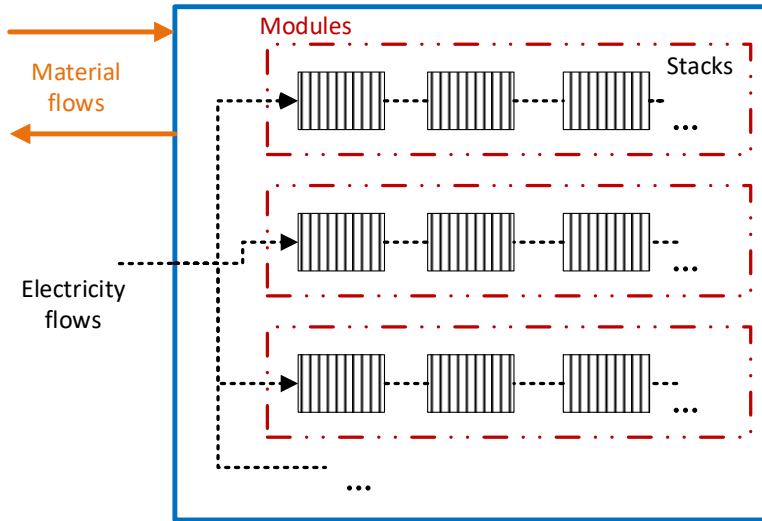 Modules
Material
flows
Stacks
...
...
Electricity
flows
...
...